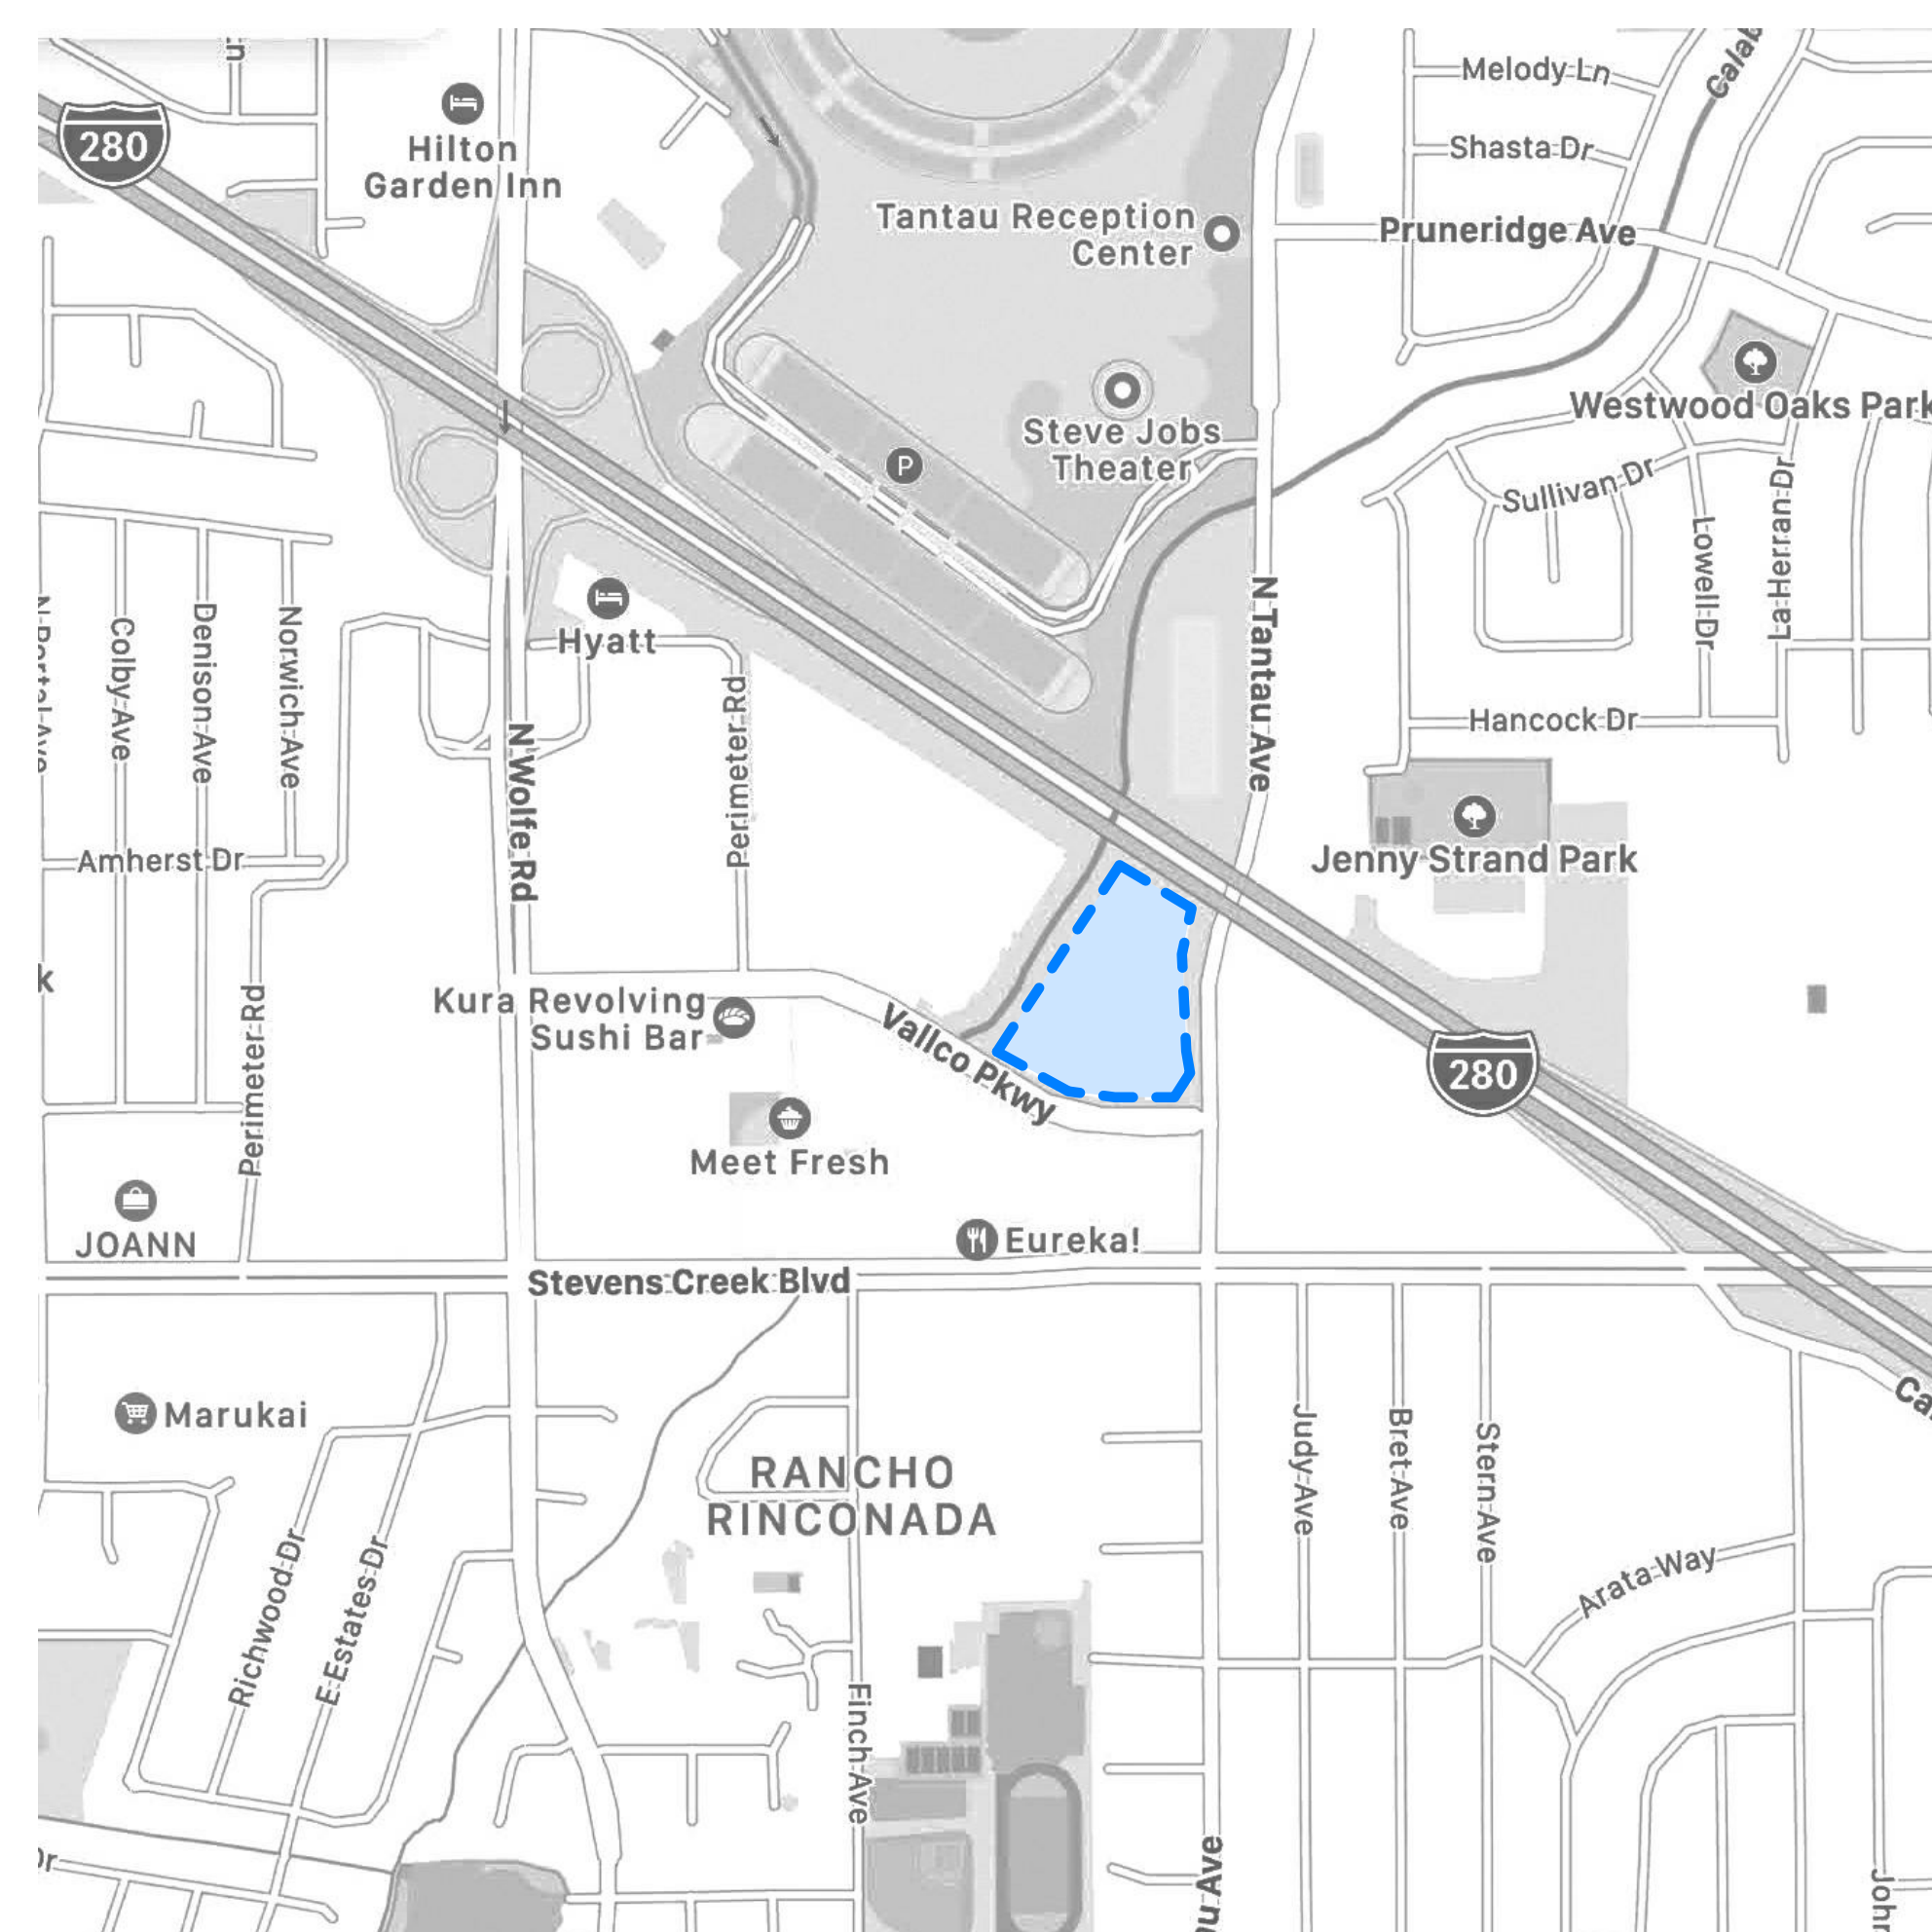 Melody Ln
280
Hilton
Garden Inn
Shasta Dr
Tantau Reception
Center
Pruneridge Ave
Westwood Oaks Park
Steve Jobs
Theater
P
Sullivan Dr
Lowell Dr
La Herran Dr
Hyatt
N Tantau Ave
Colby Ave
Denison Ave
Norwich Ave
Perimeter Rd
N Wolfe Rd
Hancock Dr
Amherst Dr
Jenny Strand Park
Kura Revolving
Sushi Bar
Vallco Pkwy
Perimeter Rd
280
Meet Fresh
JOANN
Eureka!
Stevens Creek Blvd
Marukai
Judy Ave
Bret Ave
Stern Ave
RANCHO
RINCONADA
Arata Way
Richwood Dr
E Estates Dr
Finch Ave